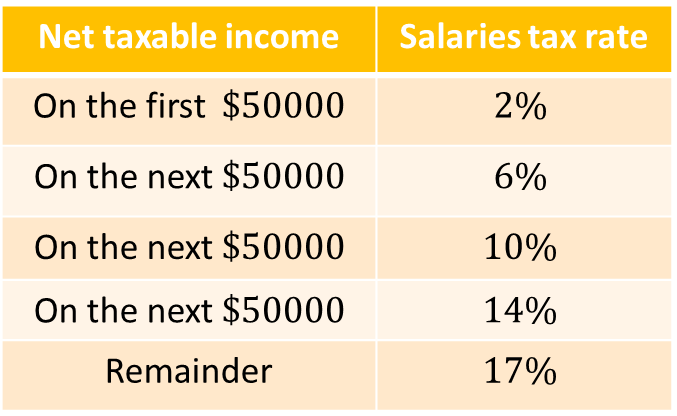 Net taxable income Salaries tax rate
On the first $50000 2%
On the next $50000 6%
On the next $50000 10%
On the next $50000 14%
Remainder 17%